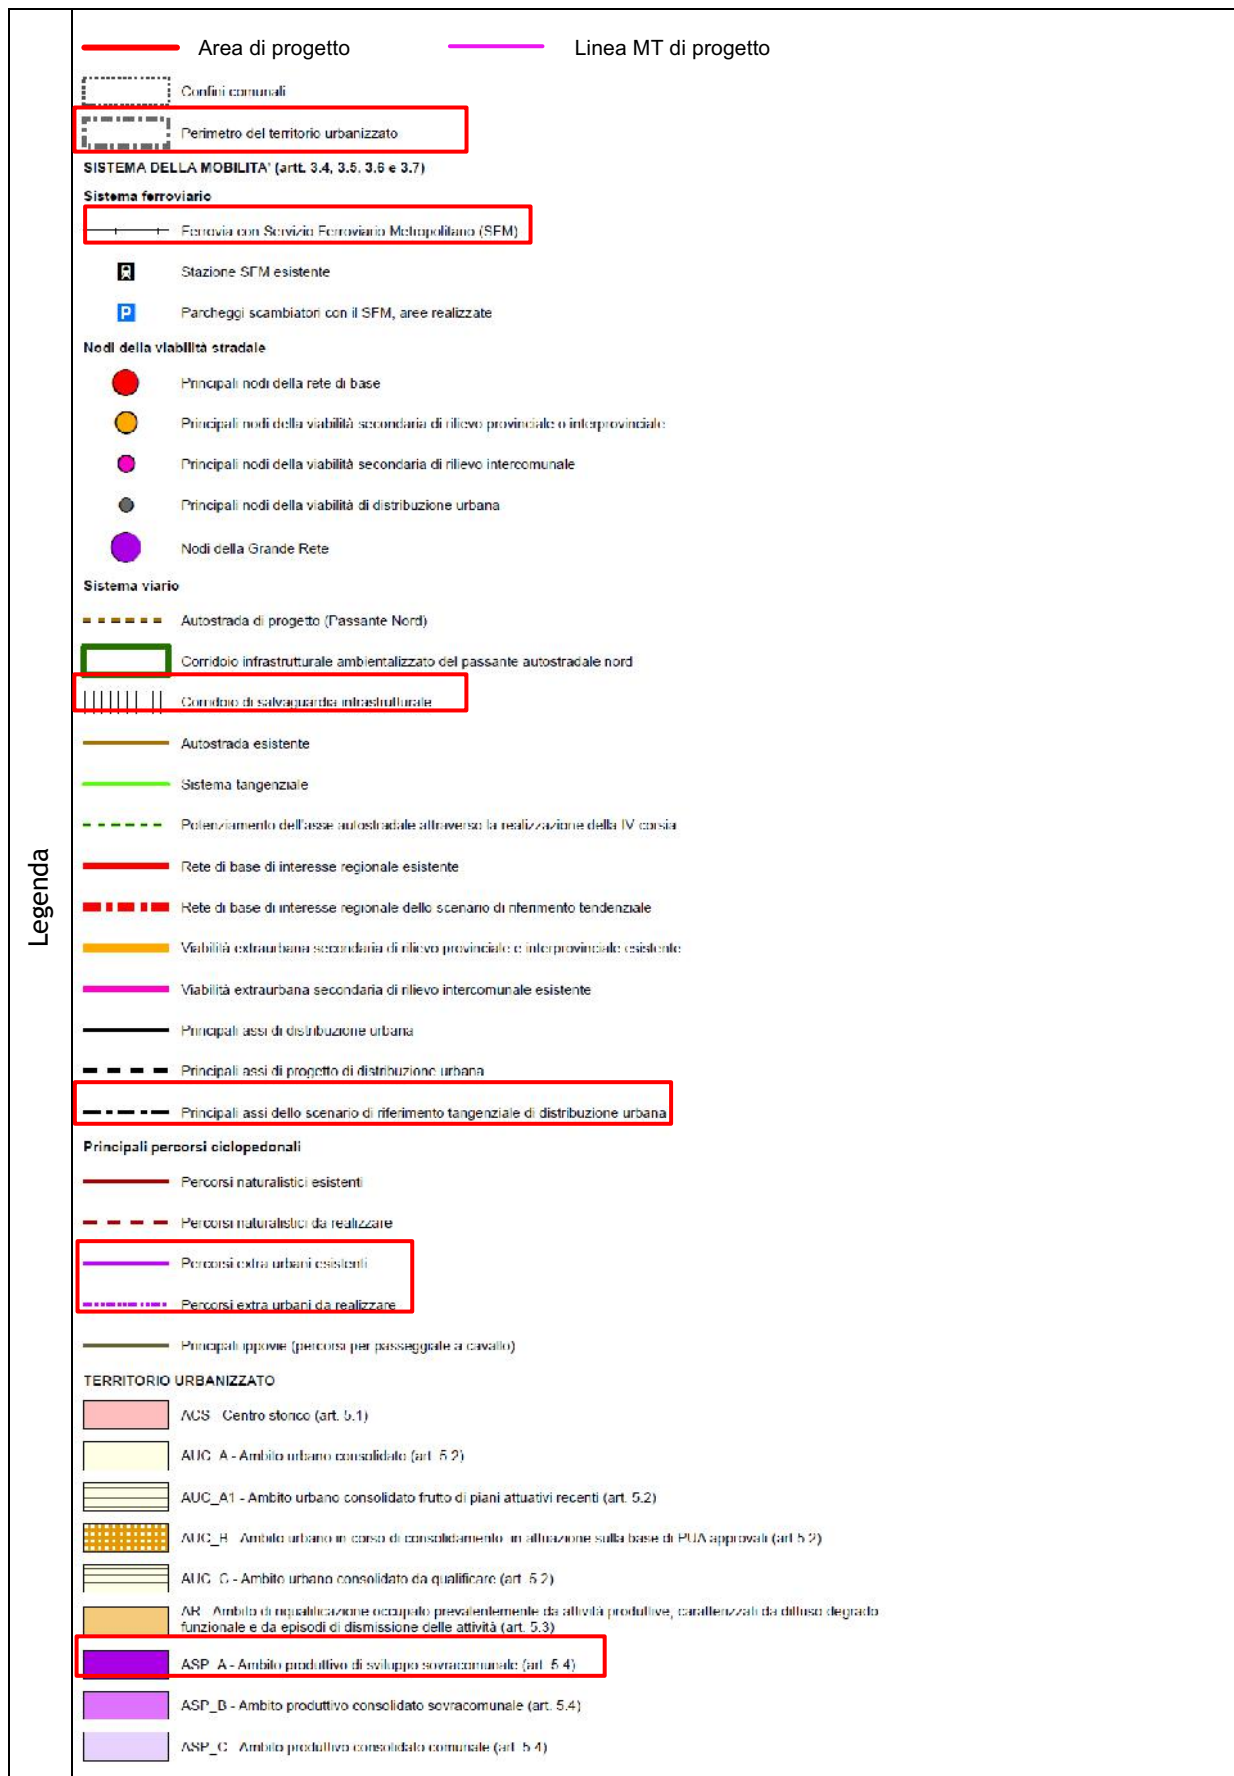 Area di progetto
Linea MT di progetto
Confini comunali
Perimetro del territorio urbanizzato
SISTEMA DELLA MOBILITA' (artt. 3.4, 3.5. 3.6 e 3.7)
Sistema ferroviario
Ferrovia con Servizio Ferroviario Metropolitano (SFM)
Stazione SFM esistente
P
Parcheggi scambiatori con il SFM, aree realizzate
Nodi della viabilità stradale
Principali nodi della rete di base
Principali nodi della viabilità secondaria di rilievo provinciale o interprovinciale
Principali nodi della viabilità secondaria di rilievo intercomunale
Principali nodi della viabilità di distribuzione urbana
Nodi della Grande Rete
Sistema viario
Autostrada di progetto (Passante Nord)
Corridoio infrastrutturale ambientalizzato del passante autostradale nord
Corridoio di salvaguardia infrastrutturale
Autostrada esistente
Sistema tangenziale
Potenziamento dell'asse autostradale attraverso la realizzazione della IV corsia
Rete di base di interesse regionale esistente
Rete di base di interesse regionale dello scenario di riferimento tendenziale
Viabilità extraurbana secondaria di rilievo provinciale e interprovinciale esistente
Viabilità extraurbana secondaria di rilievo intercomunale esistente
Principali assi di distribuzione urbana
Principali assi di progetto di distribuzione urbana
Principali assi dello scenario di riferimento tangenziale di distribuzione urbana
Principali percorsi ciclopedonali
Percorsi naturalistici esistenti
Percorsi naturalistici da realizzare
Percorsi extra urbani esistenti
Percorsi extra urbani da realizzare
Principali ippovie (percorsi per passeggiate a cavallo)
TERRITORIO URBANIZZATO
ACS - Centro storico (art. 5.1)
AUC_A - Ambito urbano consolidato (art. 5.2)
AUC_A1 - Ambito urbano consolidato frutto di piani attuativi recenti (art. 5.2)
AUC_B - Ambito urbano in corso di consolidamento in attuazione sulla base di PUA approvati (art 5.2)
AUC_C - Ambito urbano consolidato da qualificare (art. 5.2)
AR - Ambito di riqualificazione occupato prevalentemente da attività produttive, caratterizzati da diffuso degrado
funzionale e da episodi di dismissione delle attività (art. 5.3)
ASP_A - Ambito produttivo di sviluppo sovracomunale (art. 5.4)
ASP_B - Ambito produttivo consolidato sovracomunale (art. 5.4)
ASP_C - Ambito produttivo consolidato comunale (art. 5.4)
Legenda